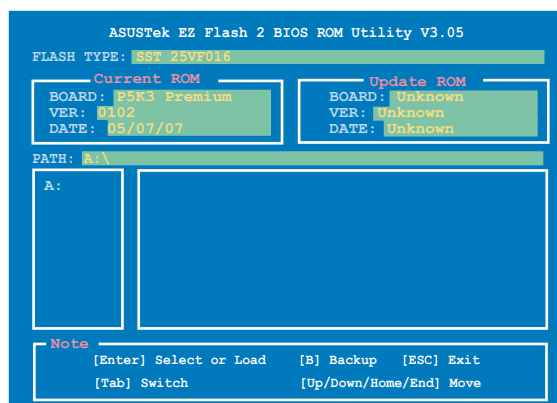 ASUSTek EZ Flash 2 BIOS ROM Utility V3.05
FLASH TYPE: SST 25VF016
Current ROM
BOARD: P5K3 Premium
VER: 0102
DATE: 05/07/07
Update ROM
BOARD: Unknown
VER: Unknown
DATE: Unknown
PATH: A:\
A:
Note
[Enter] Select or Load [B] Backup [ESC] Exit
[Tab] Switch [Up/Down/Home/End] Move